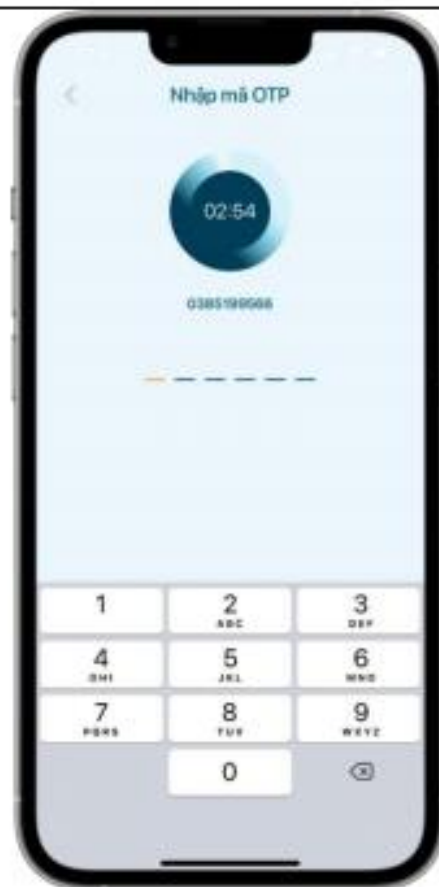 Nhập mã OTP
02:54
0385199568
1
2
ABC
3
DEF
4
GHI
5
JKL
6
MNO
7
PQRS
8
TUV
9
WXYZ
0